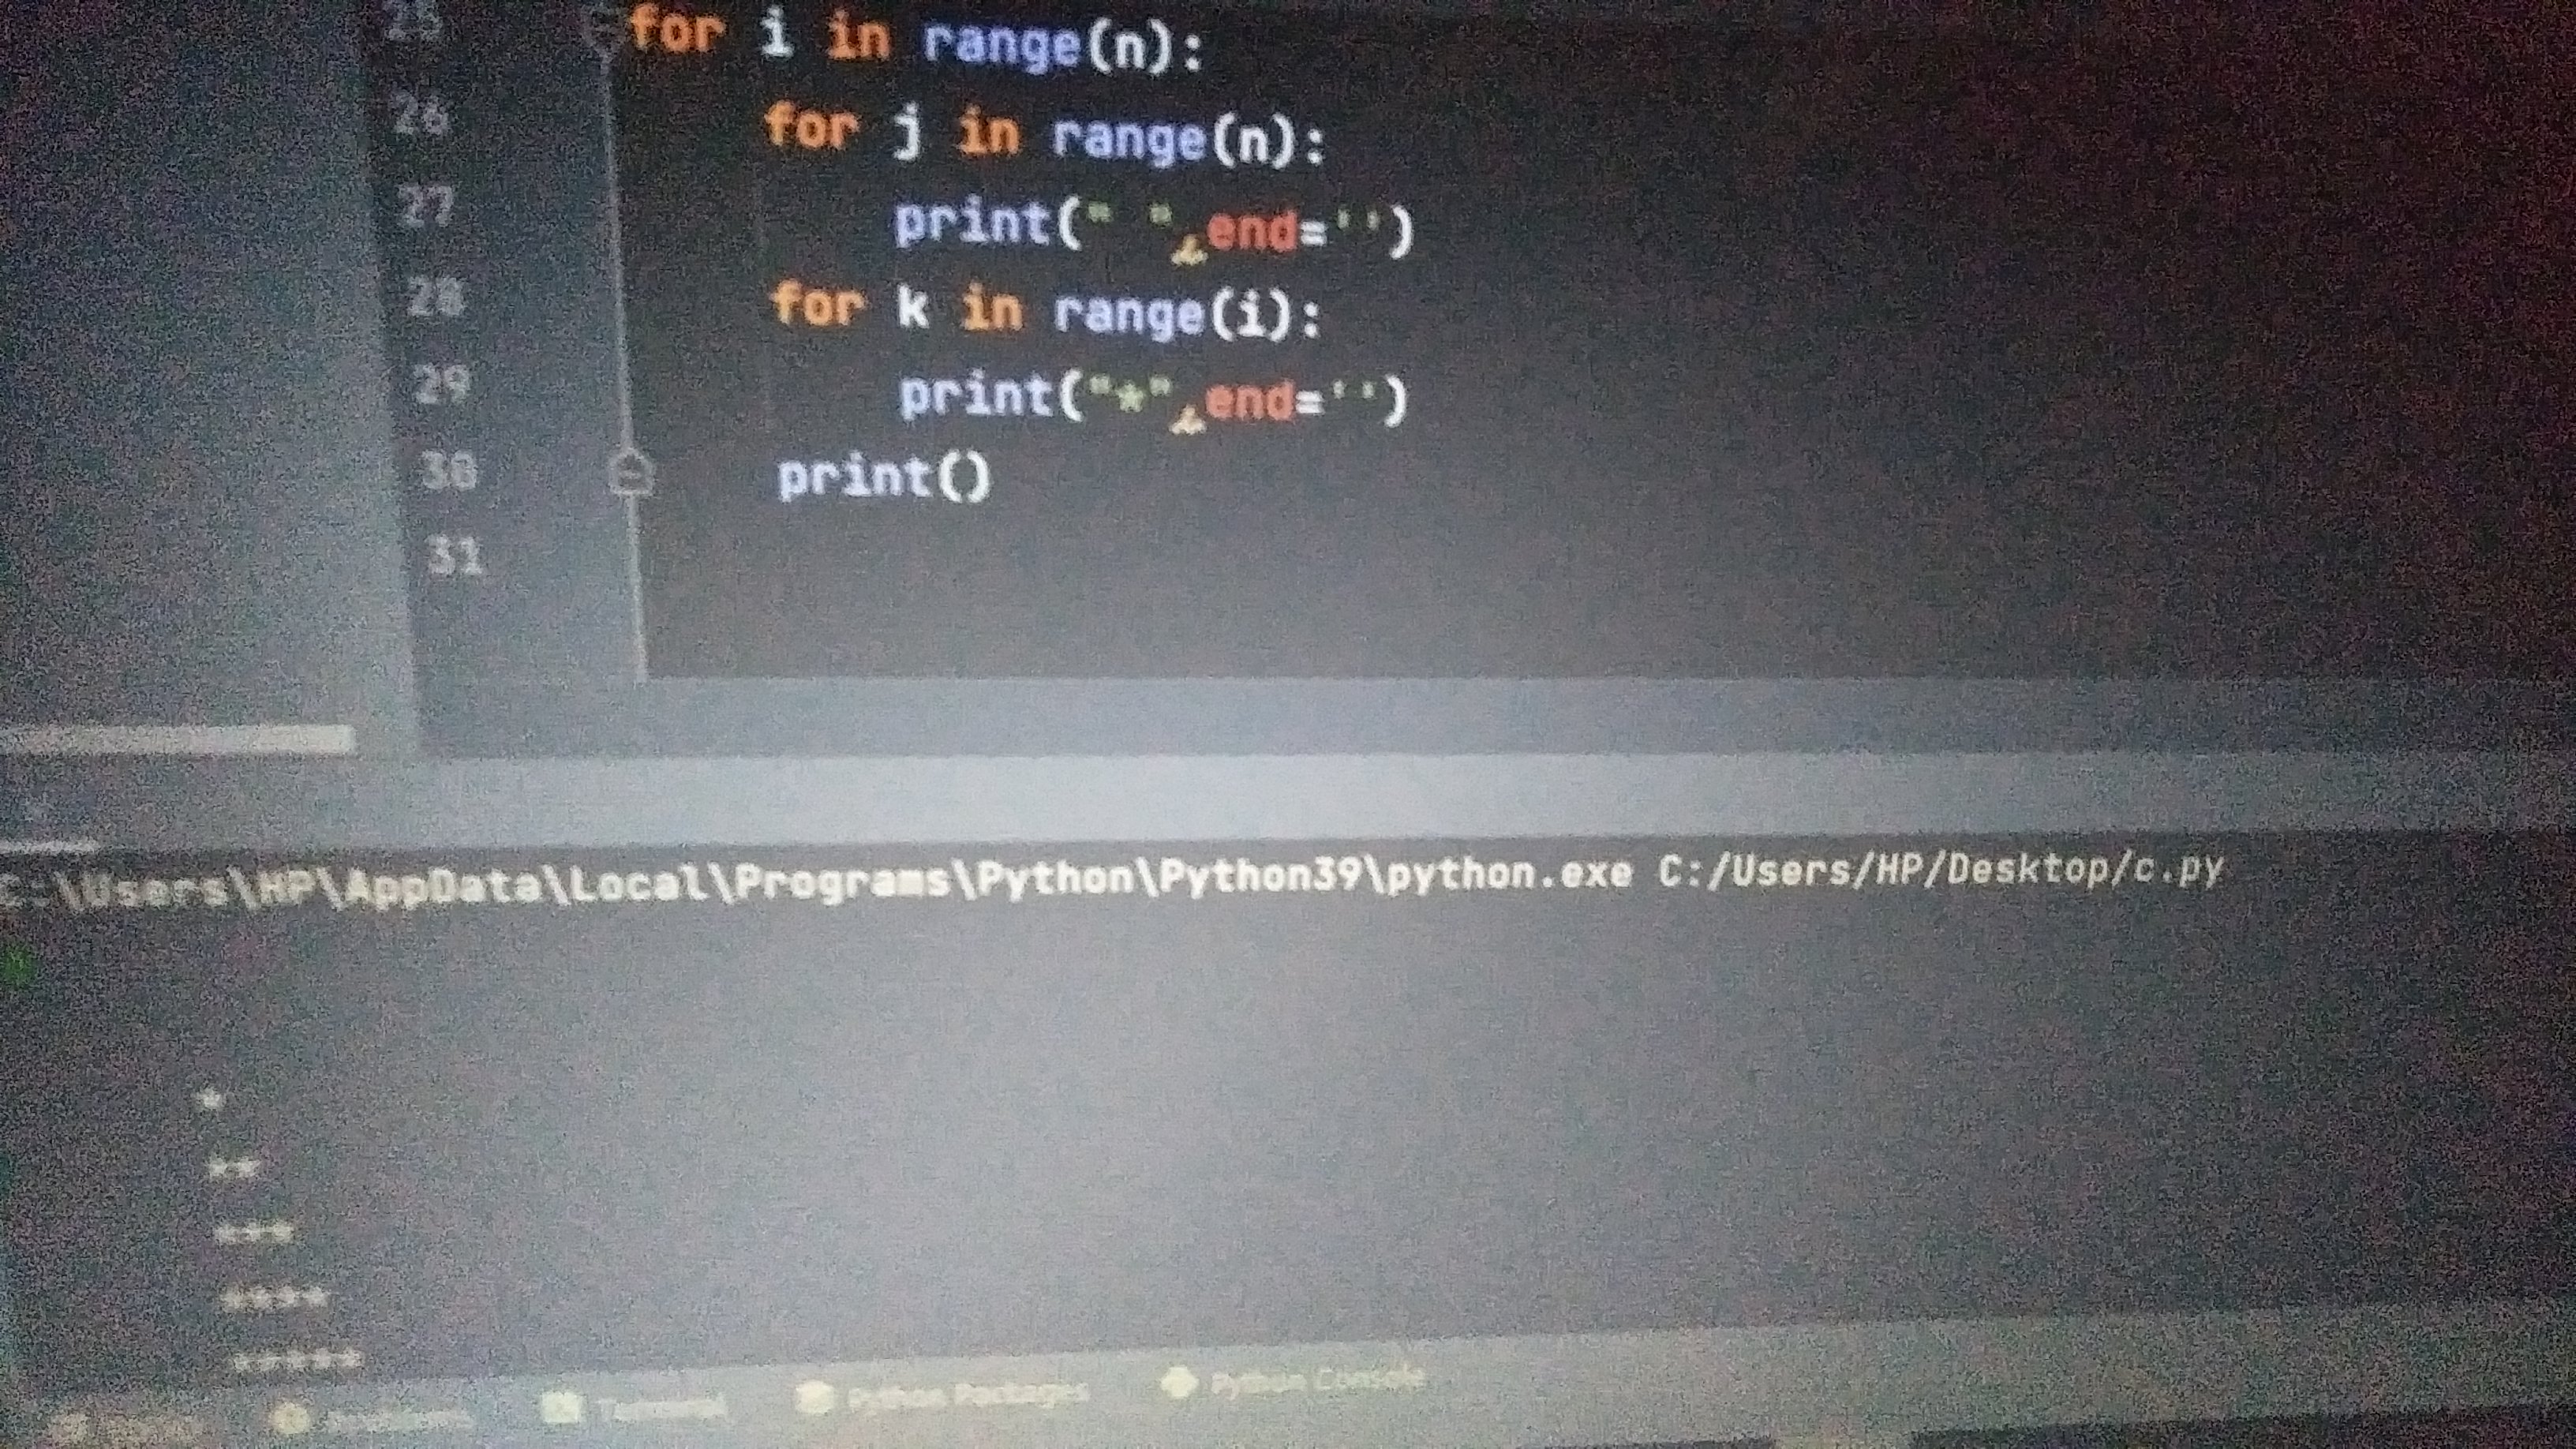 25 for i in range(n):
26 for j in range(n):
27 print(" ",end='')
28 for k in range(i):
29 print("*",end='')
30 print()
31
C:\Users\HP\AppData\Local\Programs\Python\Python39\python.exe C:/Users/HP/Desktop/c.py
*
**
***
****
*****
Terminal Python Packages Python Console